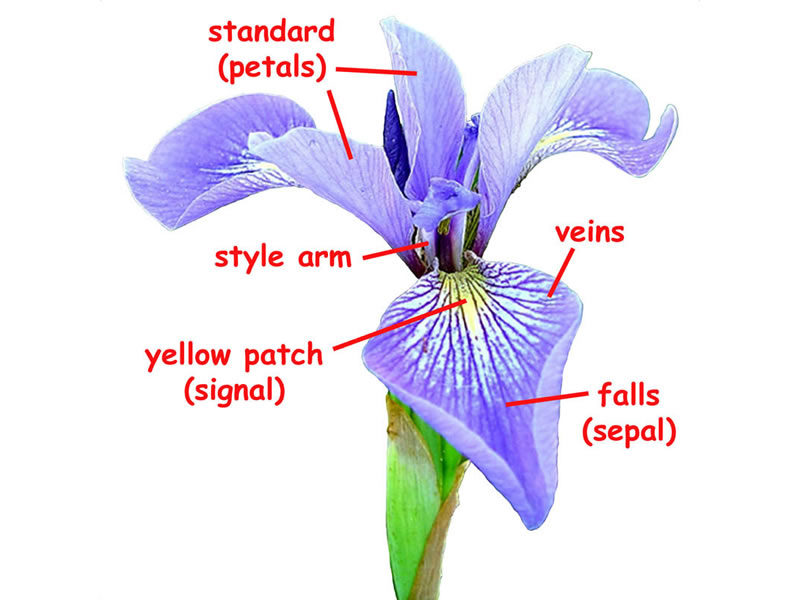 standard
(petals)
style arm
veins
yellow patch
(signal)
falls
(sepal)